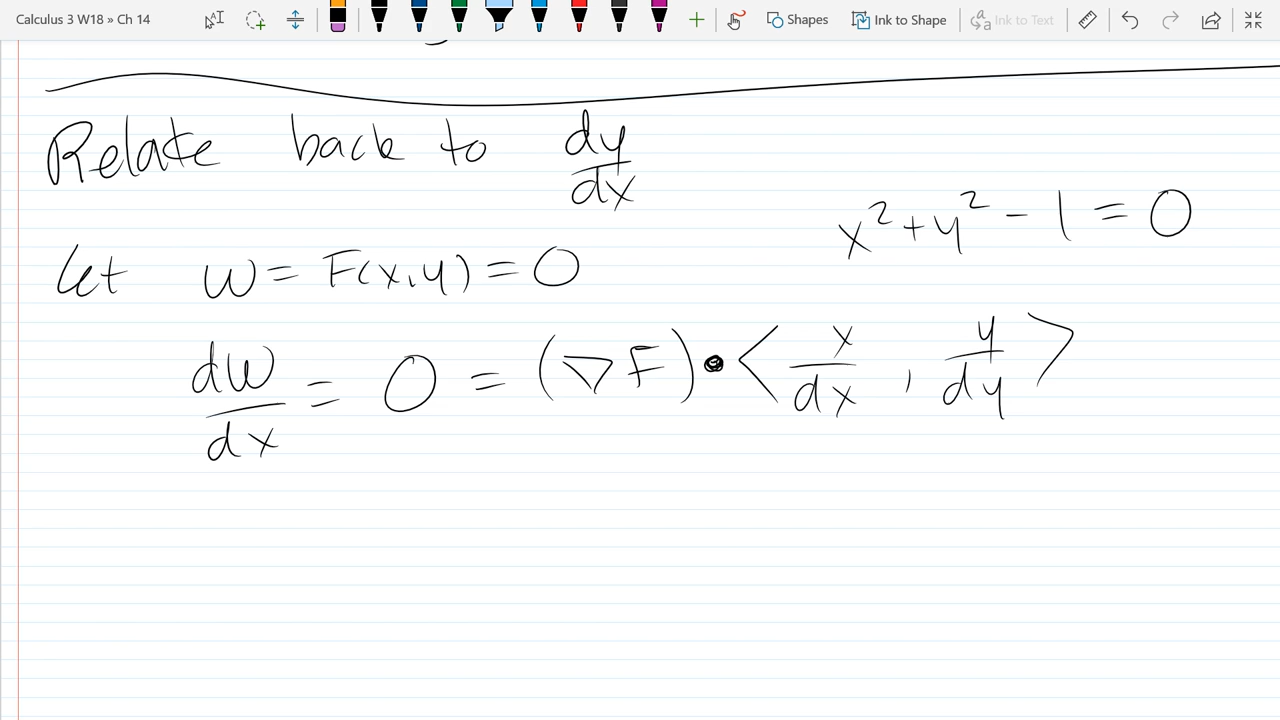 Calculus 3 W18 » Ch 14 Shapes Ink to Shape Ink to Text
Relate back to dy/dx
x² + y² - 1 = 0
Let w = F(x,y) = 0
dw/dx = 0 = (∇F) • < x/dx , y/dy >